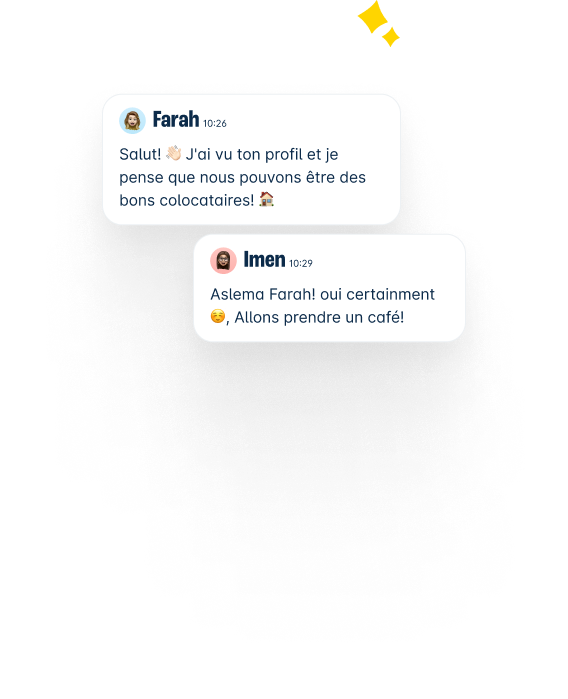 Farah 10:26
Salut! 👋🏻 J'ai vu ton profil et je
pense que nous pouvons être des
bons colocataires! 🏠
Imen 10:29
Aslema Farah! oui certainment
☺️, Allons prendre un café!